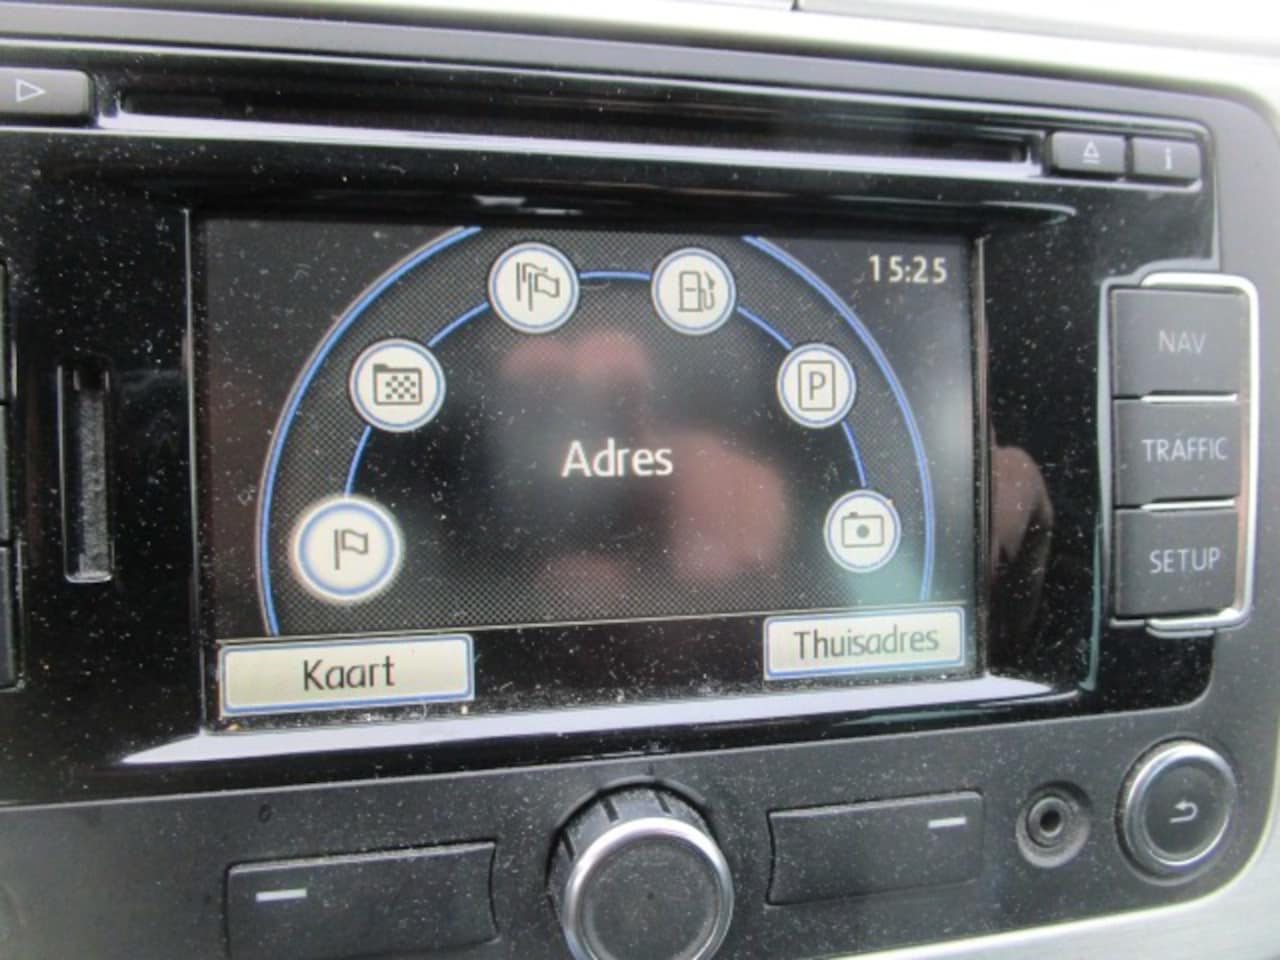 i
15:25
P
NAV
Adres
TRAFFIC
SETUP
Kaart
Thuisadres